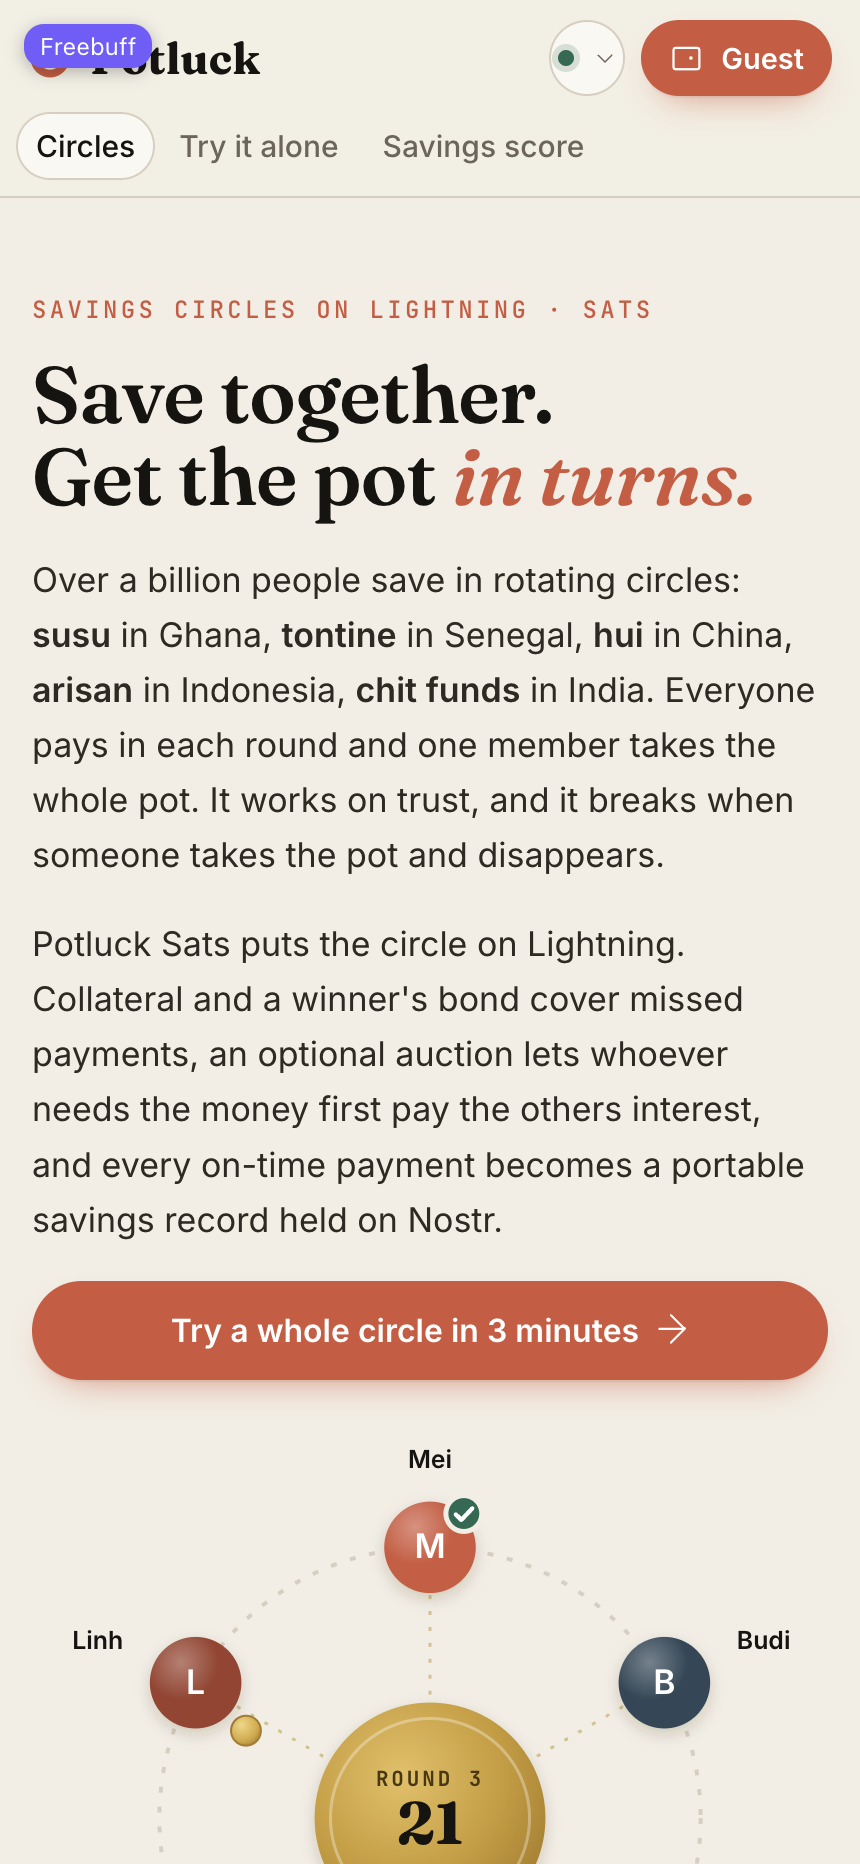 Freebuff
Potluck
Guest
Circles Try it alone Savings score
SAVINGS CIRCLES ON LIGHTNING · SATS
Save together.
Get the pot in turns.
Over a billion people save in rotating circles:
susu in Ghana, tontine in Senegal, hui in China,
arisan in Indonesia, chit funds in India. Everyone
pays in each round and one member takes the
whole pot. It works on trust, and it breaks when
someone takes the pot and disappears.
Potluck Sats puts the circle on Lightning.
Collateral and a winner's bond cover missed
payments, an optional auction lets whoever
needs the money first pay the others interest,
and every on-time payment becomes a portable
savings record held on Nostr.
Try a whole circle in 3 minutes →
Mei
M
Linh
Budi
L
B
ROUND 3
21